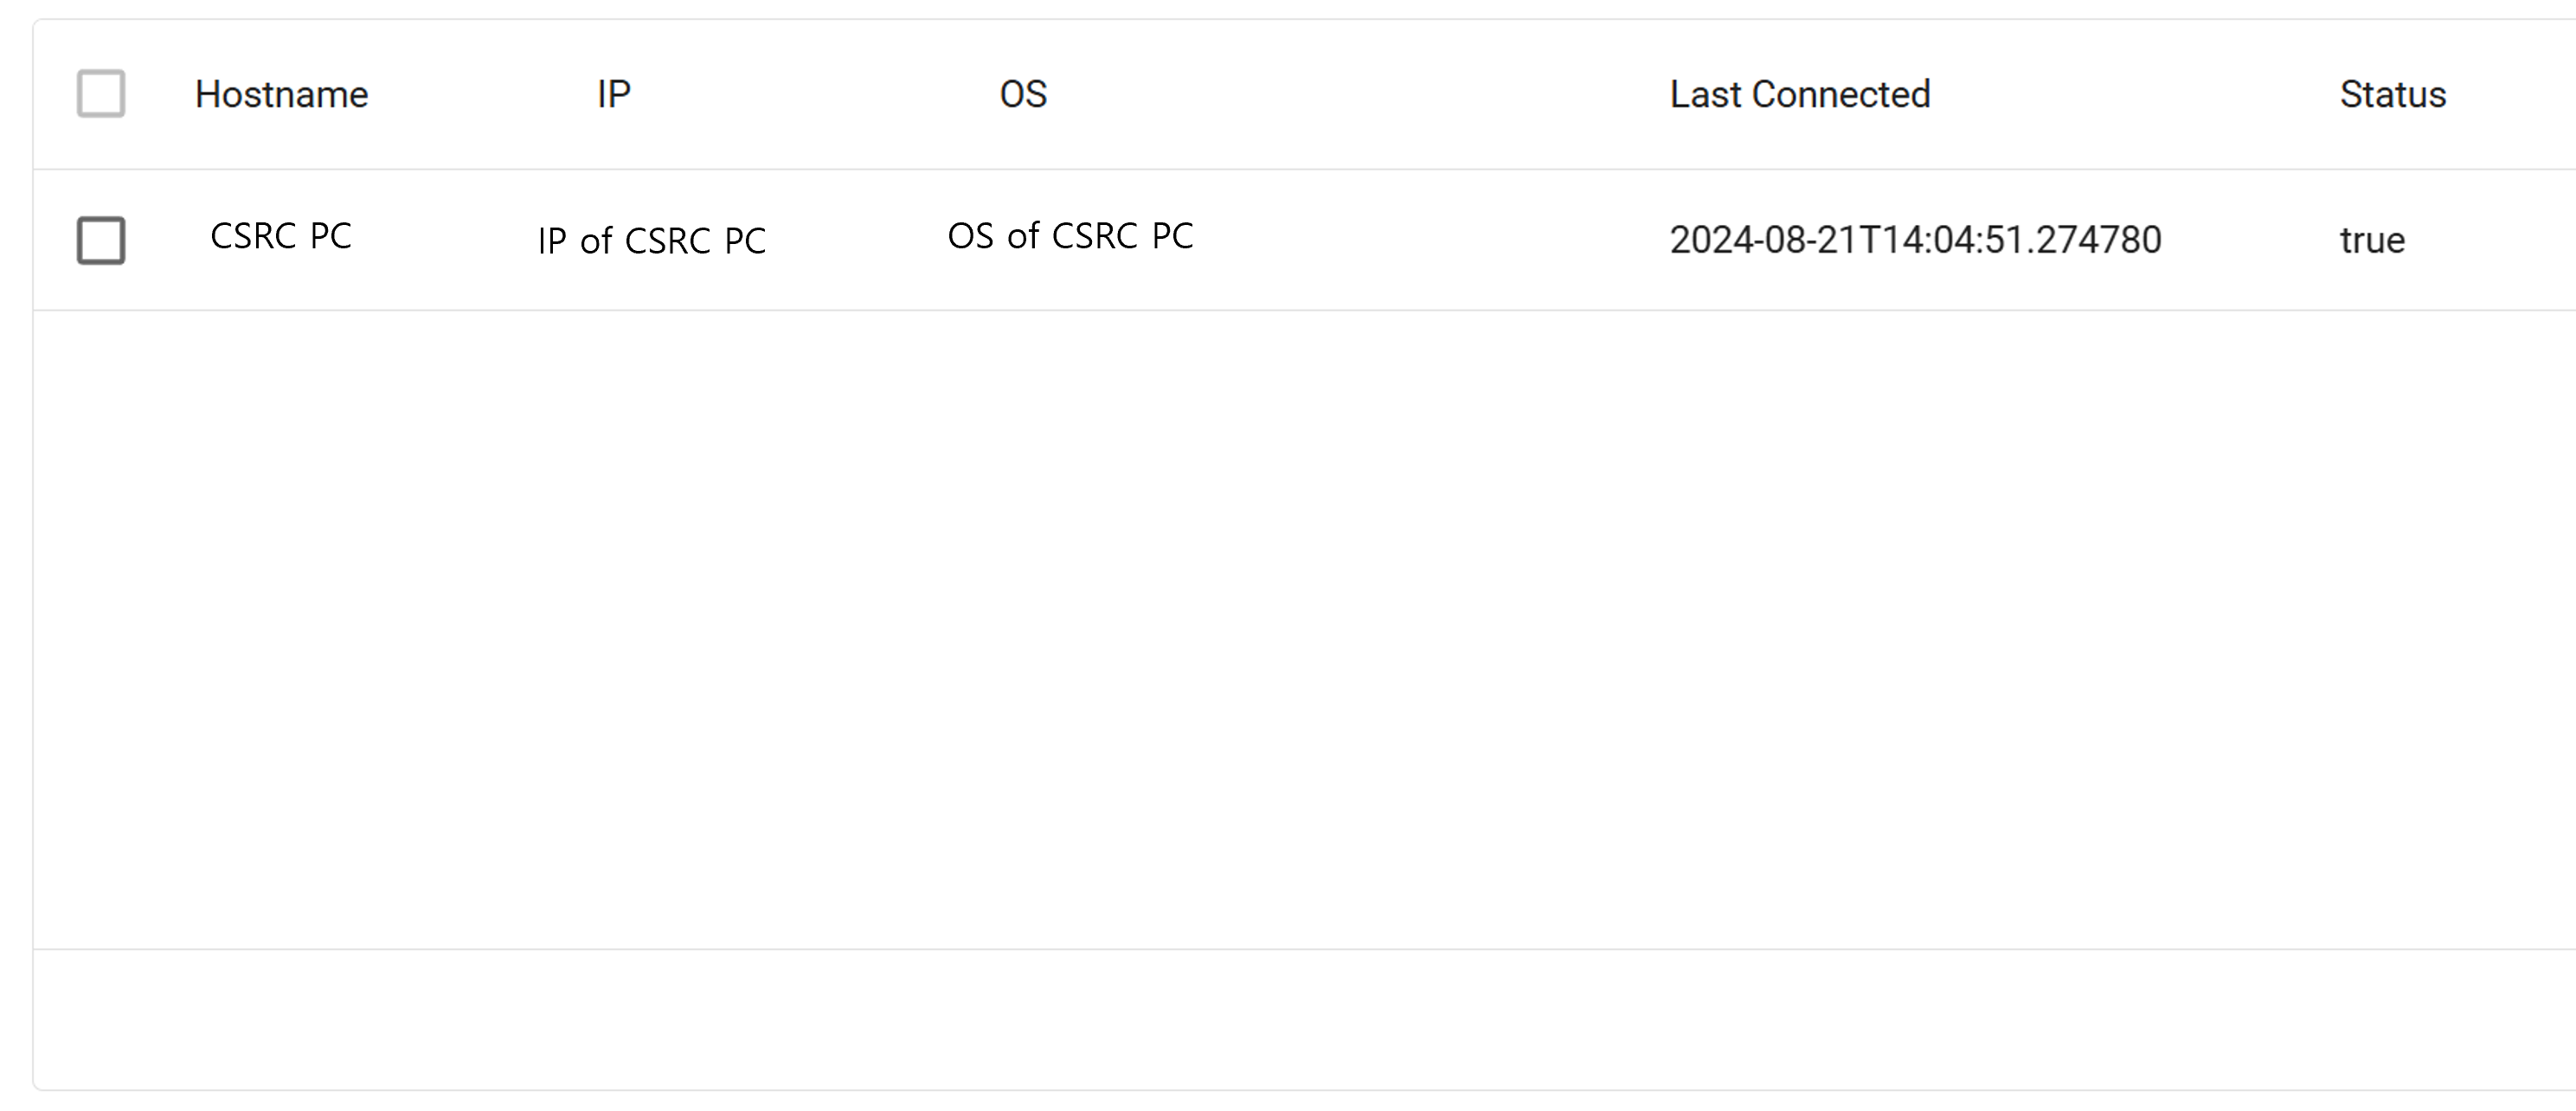 Hostname IP OS Last Connected Status
CSRC PC IP of CSRC PC OS of CSRC PC 2024-08-21T14:04:51.274780 true